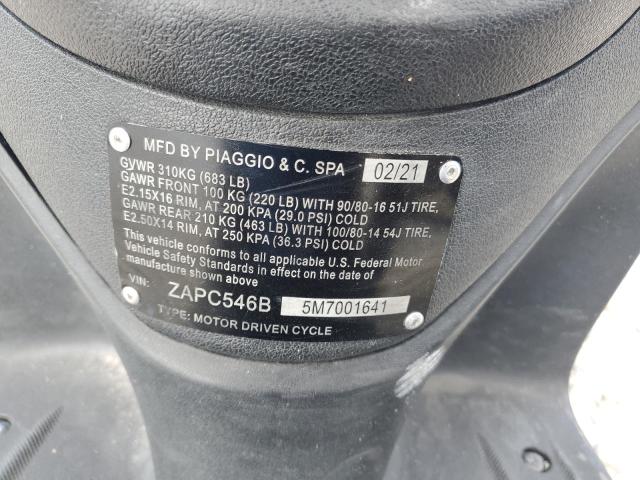 MFD BY PIAGGIO & C. SPA 02/21
GVWR 310KG (683 LB)
GAWR FRONT 100 KG (220 LB) WITH 90/80-16 51J TIRE,
E2.15X16 RIM, AT 200 KPA (29.0 PSI) COLD
GAWR REAR 210 KG (463 LB) WITH 100/80-14 54J TIRE,
E2.50X14 RIM, AT 250 KPA (36.3 PSI) COLD
This vehicle conforms to all applicable U.S. Federal Motor
Vehicle Safety Standards in effect on the date of
manufacture shown above
VIN: ZAPC546B 5M7001641
TYPE: MOTOR DRIVEN CYCLE